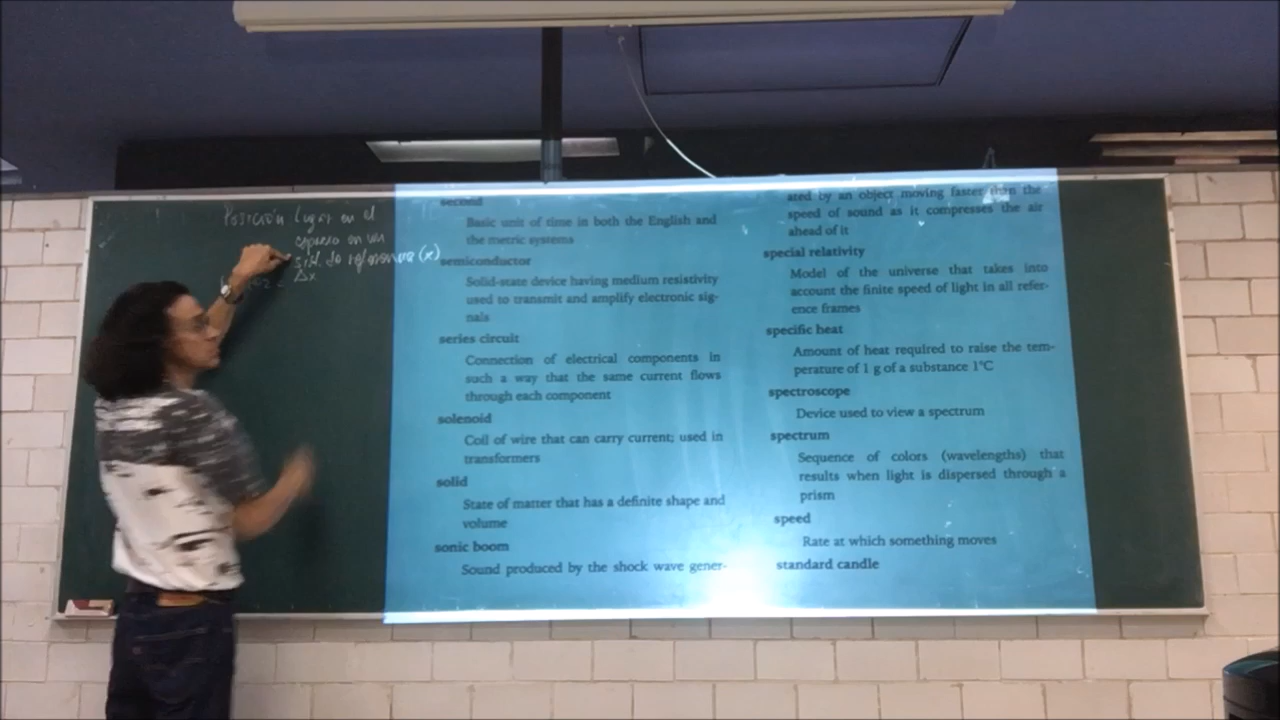 Posición lugar en el
espacio en un
sist de referencia (x)
Δx
second
Basic unit of time in both the English and
the metric systems
semiconductor
Solid-state device having medium resistivity
used to transmit and amplify electronic sig-
nals
series circuit
Connection of electrical components in
such a way that the same current flows
through each component
solenoid
Coil of wire that can carry current; used in
transformers
solid
State of matter that has a definite shape and
volume
sonic boom
Sound produced by the shock wave gener-
ated by an object moving faster than the
speed of sound as it compresses the air
ahead of it
special relativity
Model of the universe that takes into
account the finite speed of light in all refer-
ence frames
specific heat
Amount of heat required to raise the tem-
perature of 1 g of a substance 1°C
spectroscope
Device used to view a spectrum
spectrum
Sequence of colors (wavelengths) that
results when light is dispersed through a
prism
speed
Rate at which something moves
standard candle